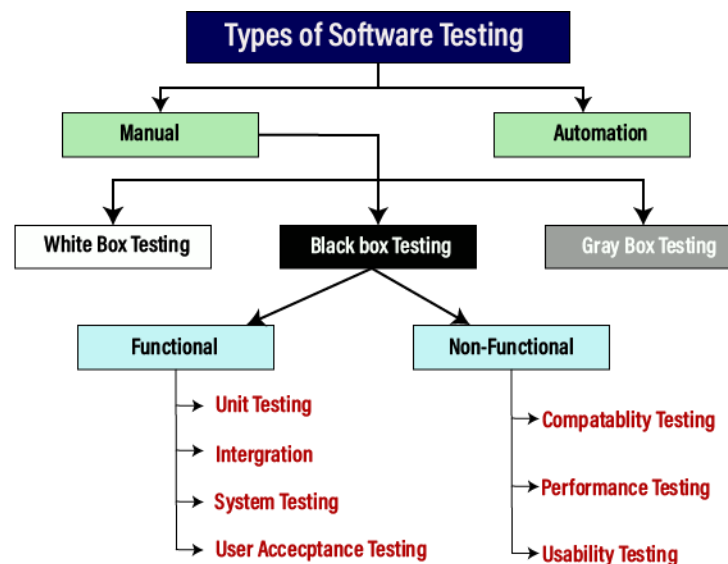 Types of Software Testing
Manual
Automation
White Box Testing
Black box Testing
Gray Box Testing
Functional
Non-Functional
Unit Testing
Intergration
System Testing
User Accecptance Testing
Compatablity Testing
Performance Testing
Usability Testing